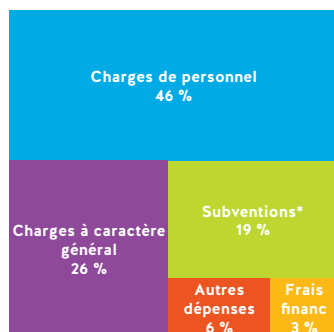 Charges de personnel
46 %
Charges à caractère
général
26 %
Subventions*
19 %
Autres
dépenses
6 %
Frais
financ
3 %